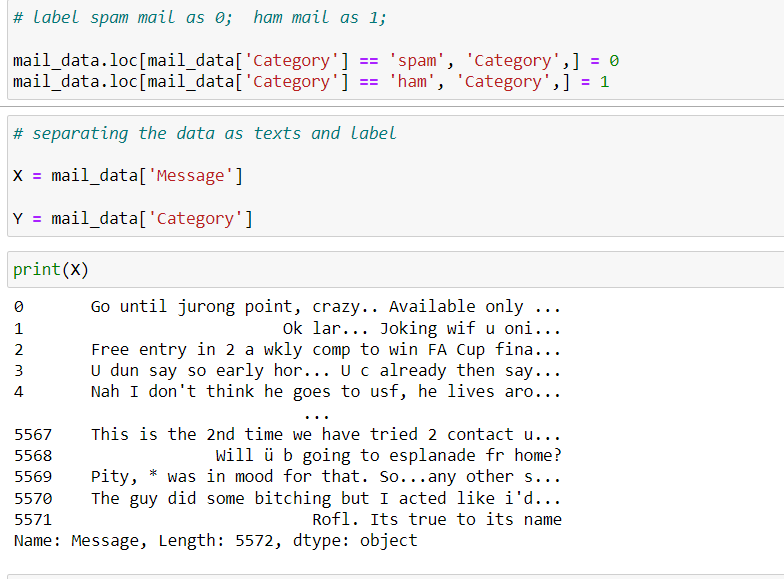 # label spam mail as 0;  ham mail as 1;
mail_data.loc[mail_data['Category'] == 'spam', 'Category',] = 0
mail_data.loc[mail_data['Category'] == 'ham', 'Category',] = 1
# separating the data as texts and label
X = mail_data['Message']
Y = mail_data['Category']
print(X)
0       Go until jurong point, crazy.. Available only ...
1                           Ok lar... Joking wif u oni...
2       Free entry in 2 a wkly comp to win FA Cup fina...
3       U dun say so early hor... U c already then say...
4       Nah I don't think he goes to usf, he lives aro...
                              ...
5567    This is the 2nd time we have tried 2 contact u...
5568                 Will ü b going to esplanade fr home?
5569    Pity, * was in mood for that. So...any other s...
5570    The guy did some bitching but I acted like i'd...
5571                           Rofl. Its true to its name
Name: Message, Length: 5572, dtype: object